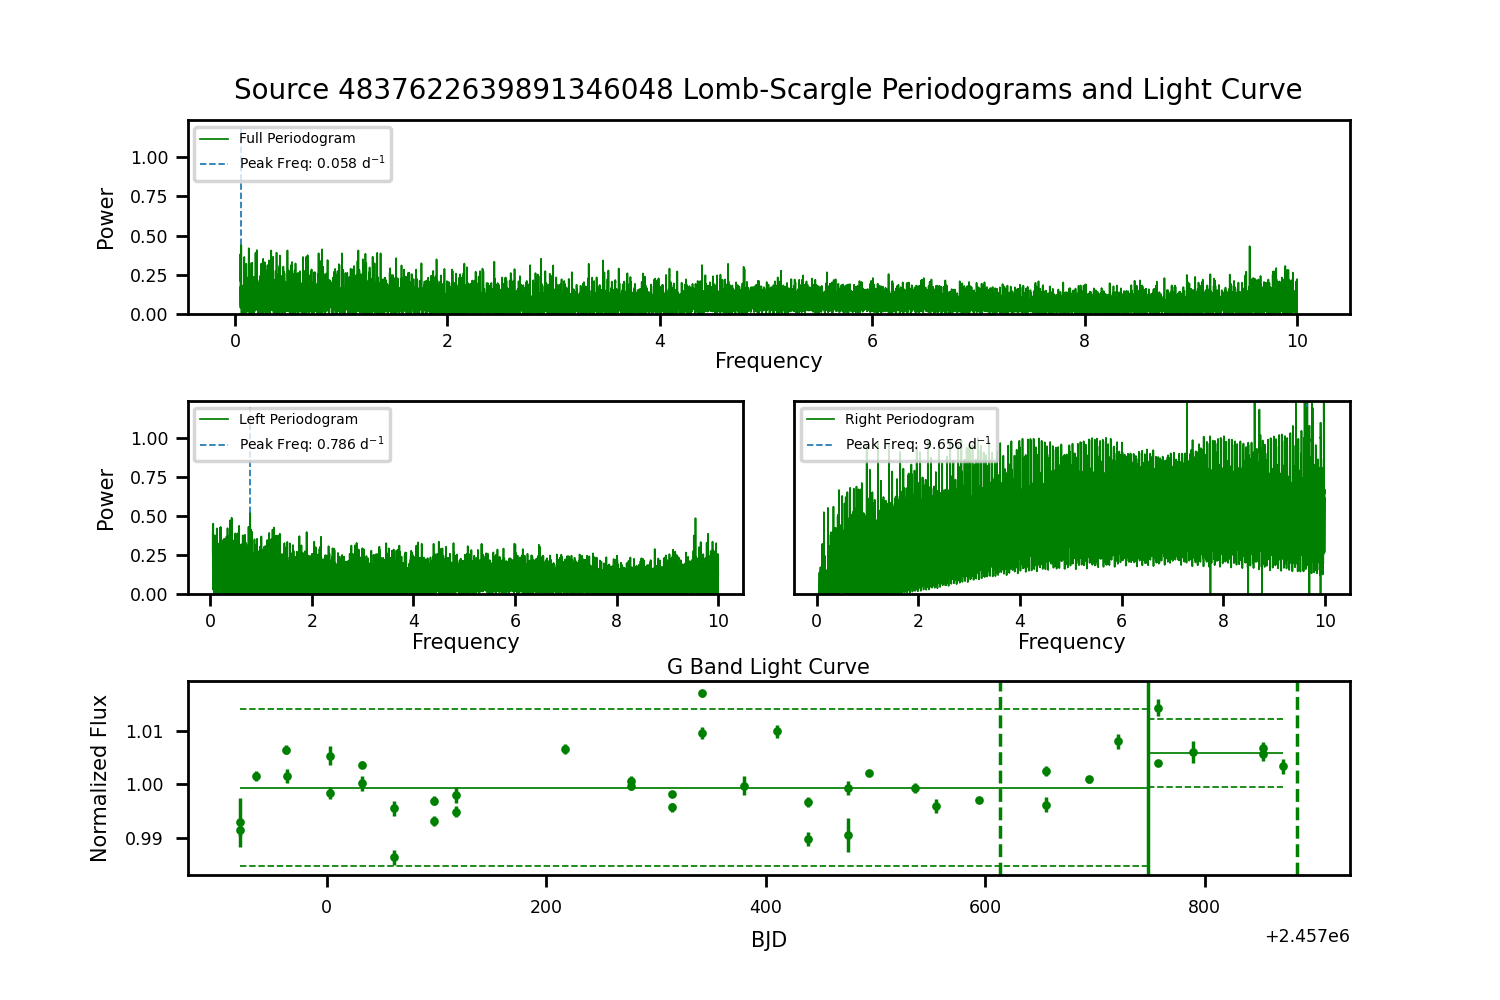 Source 4837622639891346048 Lomb-Scargle Periodograms and Light Curve
Full Periodogram
Peak Freq: 0.058 d⁻¹
Power
1.00
0.75
0.50
0.25
0.00
0 2 4 6 8 10
Frequency
Left Periodogram
Peak Freq: 0.786 d⁻¹
Power
1.00
0.75
0.50
0.25
0.00
0 2 4 6 8 10
Frequency
Right Periodogram
Peak Freq: 9.656 d⁻¹
0 2 4 6 8 10
Frequency
G Band Light Curve
Normalized Flux
1.01
1.00
0.99
0 200 400 600 800
BJD
+2.457e6